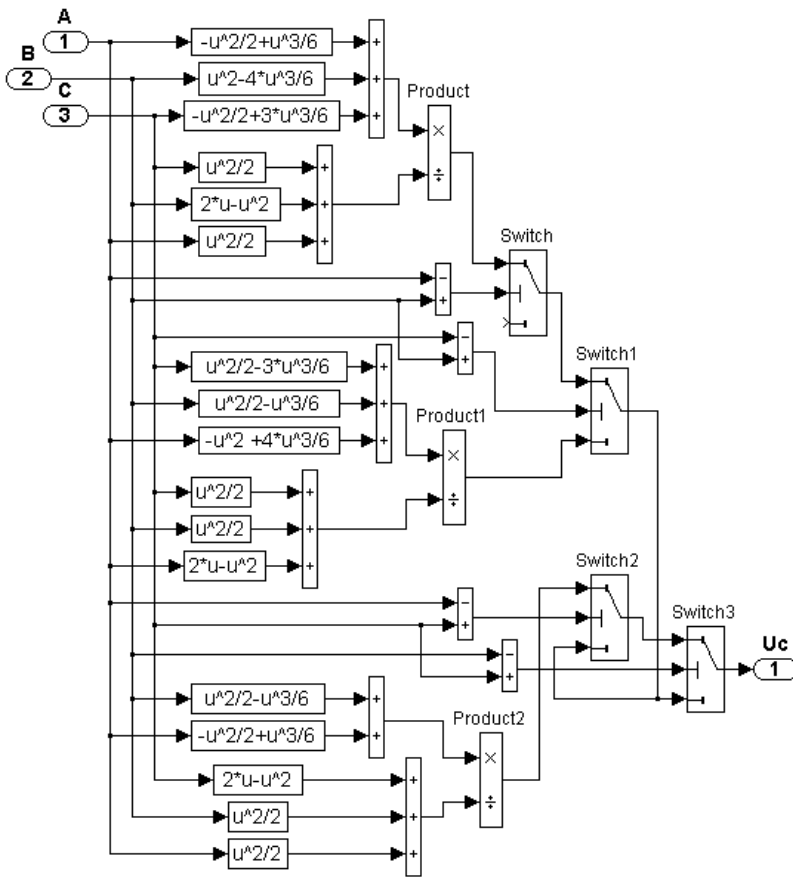 A
1
-u^2/2+u^3/6
+
B
2
u^2-4*u^3/6
+
C
3
-u^2/2+3*u^3/6
+
Product
×
÷
u^2/2
+
2*u-u^2
+
u^2/2
+
Switch
-
+
-
+
Switch1
u^2/2-3*u^3/6
+
u^2/2-u^3/6
+
-u^2 +4*u^3/6
+
Product1
×
÷
u^2/2
+
u^2/2
+
2*u-u^2
+
Switch2
-
+
Switch3
-
+
Uc
1
u^2/2-u^3/6
+
-u^2/2+u^3/6
+
Product2
×
÷
2*u-u^2
+
u^2/2
+
u^2/2
+